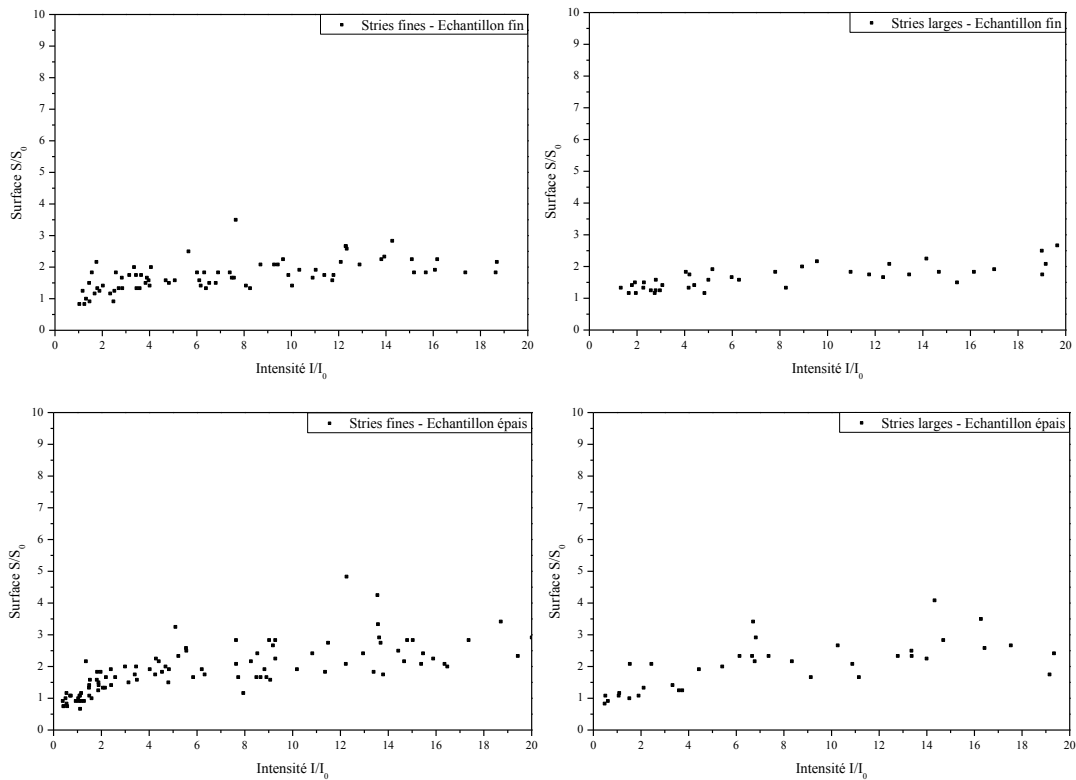 Stries fines - Echantillon fin
10
9
8
7
6
5
4
3
2
1
0
Surface S/S0
0 2 4 6 8 10 12 14 16 18 20
Intensité I/I0
Stries larges - Echantillon fin
10
9
8
7
6
5
4
3
2
1
0
Surface S/S0
0 2 4 6 8 10 12 14 16 18 20
Intensité I/I0
Stries fines - Echantillon épais
10
9
8
7
6
5
4
3
2
1
0
Surface S/S0
0 2 4 6 8 10 12 14 16 18 20
Intensité I/I0
Stries larges - Echantillon épais
10
9
8
7
6
5
4
3
2
1
0
Surface S/S0
0 2 4 6 8 10 12 14 16 18 20
Intensité I/I0